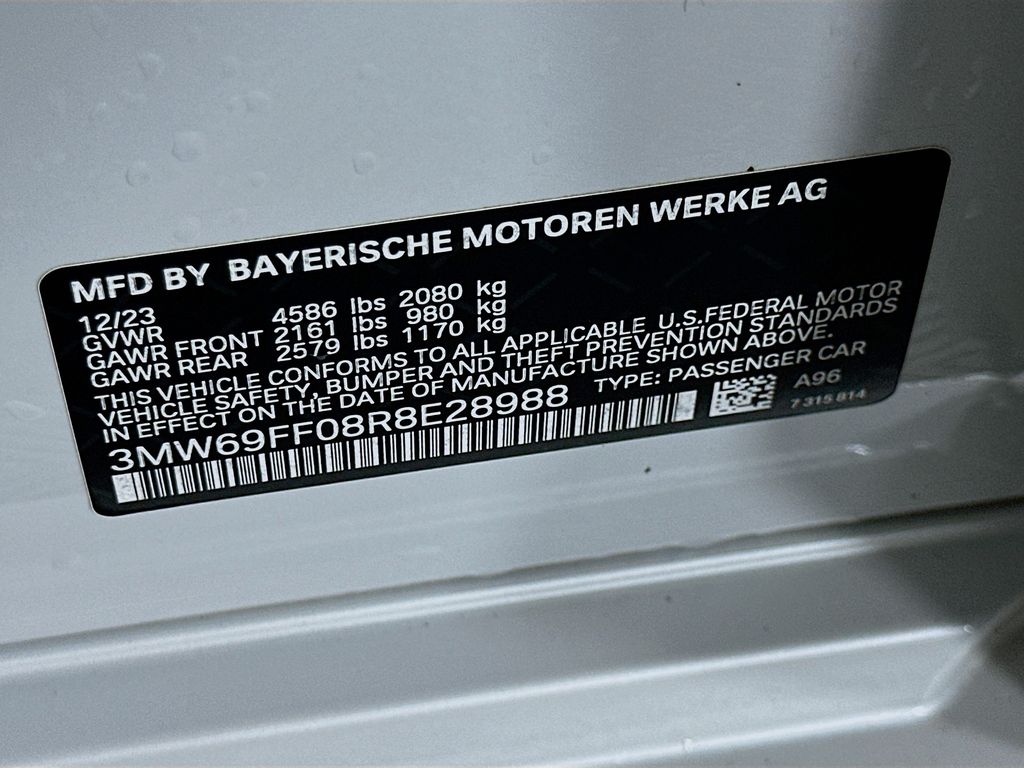 MFD BY BAYERISCHE MOTOREN WERKE AG
12/23
GVWR 4586 lbs 2080 kg
GAWR FRONT 2161 lbs 980 kg
GAWR REAR 2579 lbs 1170 kg
THIS VEHICLE CONFORMS TO ALL APPLICABLE U.S.FEDERAL MOTOR
VEHICLE SAFETY, BUMPER AND THEFT PREVENTION STANDARDS
IN EFFECT ON THE DATE OF MANUFACTURE SHOWN ABOVE.
3MW69FF08R8E28988 TYPE: PASSENGER CAR
A96
7 315 814